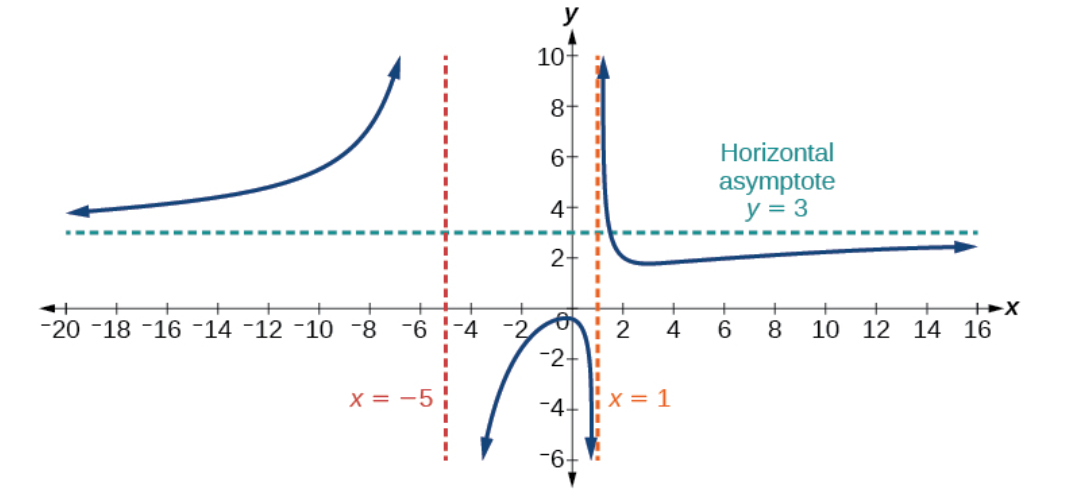 y
10
8
6
4
2
0
−2
−4
−6
Horizontal
asymptote
y = 3
−20 −18 −16 −14 −12 −10 −8 −6 −4 −2 2 4 6 8 10 12 14 16 x
x = −5
x = 1